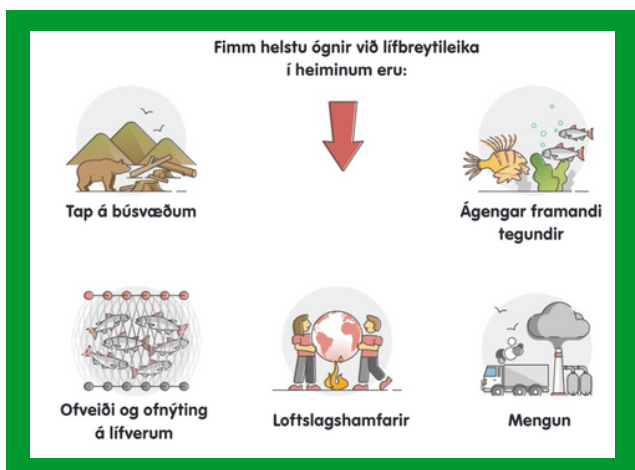 Fimm helstu ógnir við lífbreytileika
í heiminum eru:
Tap á búsvæðum
Ágengar framandi
tegundir
Ofveiði og ofnýting
á lífverum
Loftslagshamfarir
Mengun